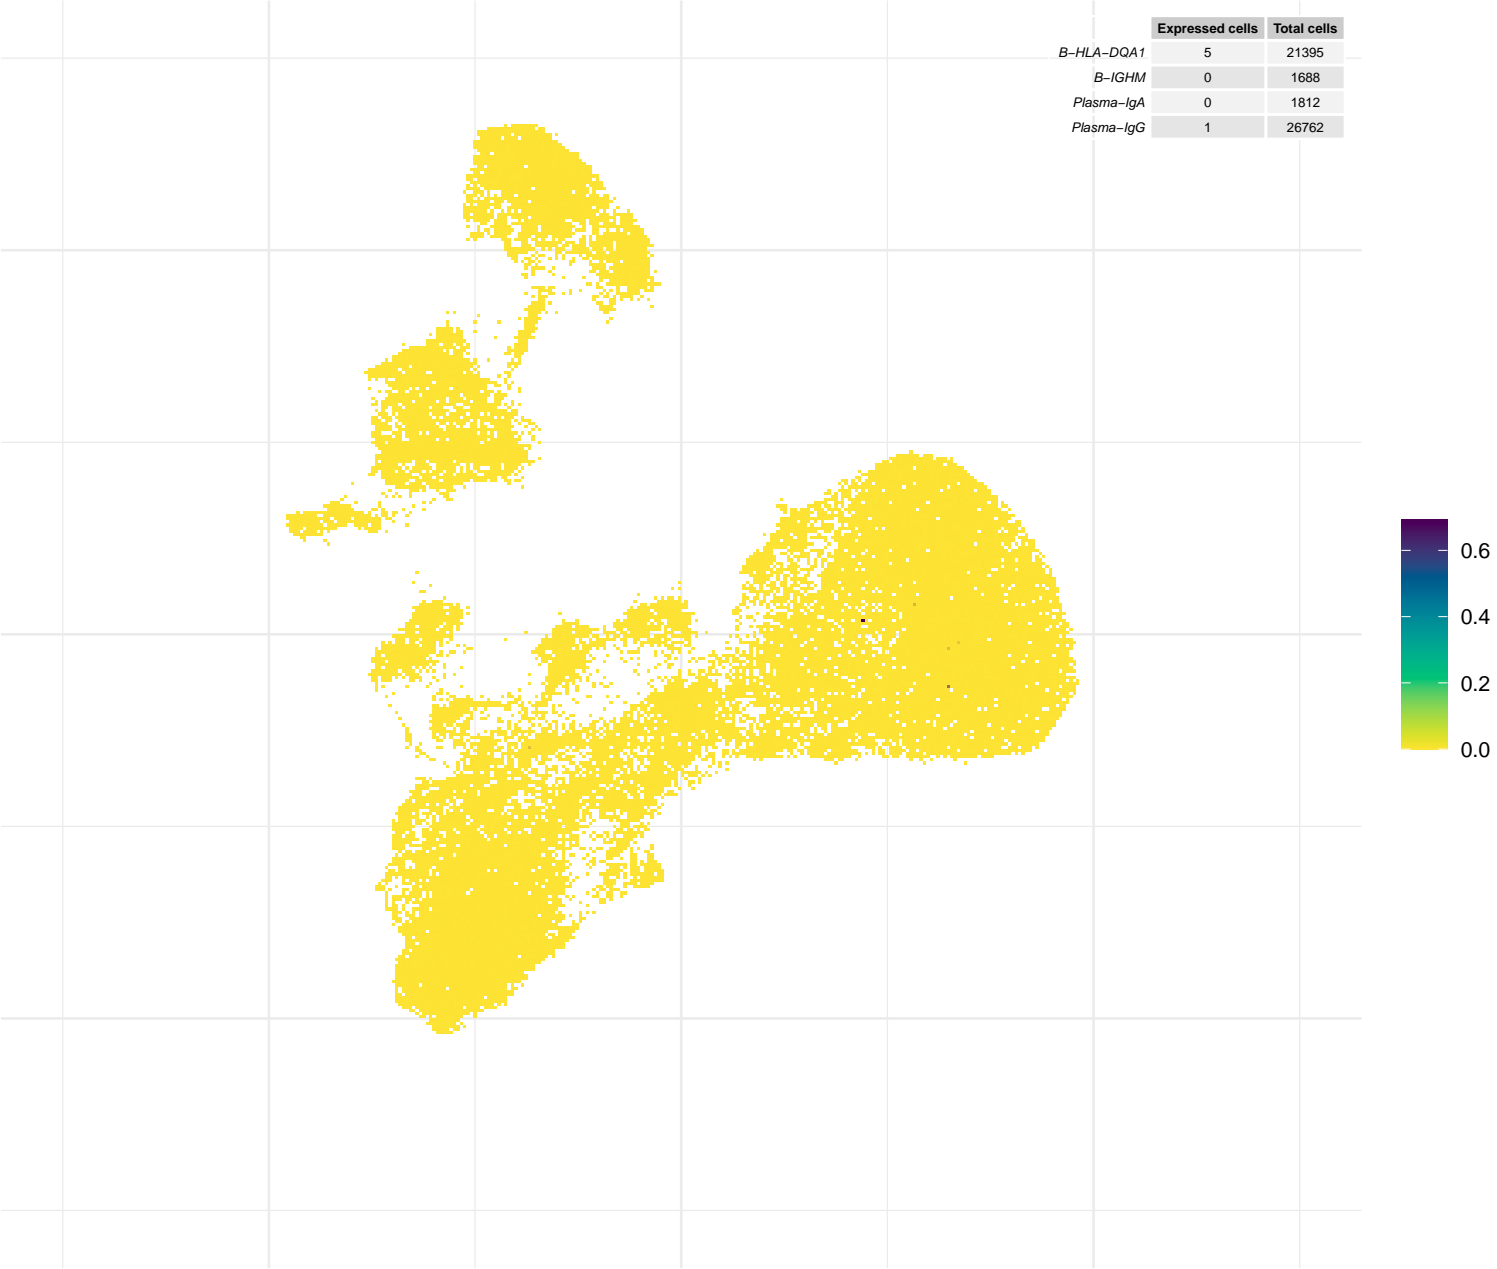 Expressed cells Total cells
B−HLA−DQA1 5 21395
B−IGHM 0 1688
Plasma−IgA 0 1812
Plasma−IgG 1 26762
0.6
0.4
0.2
0.0